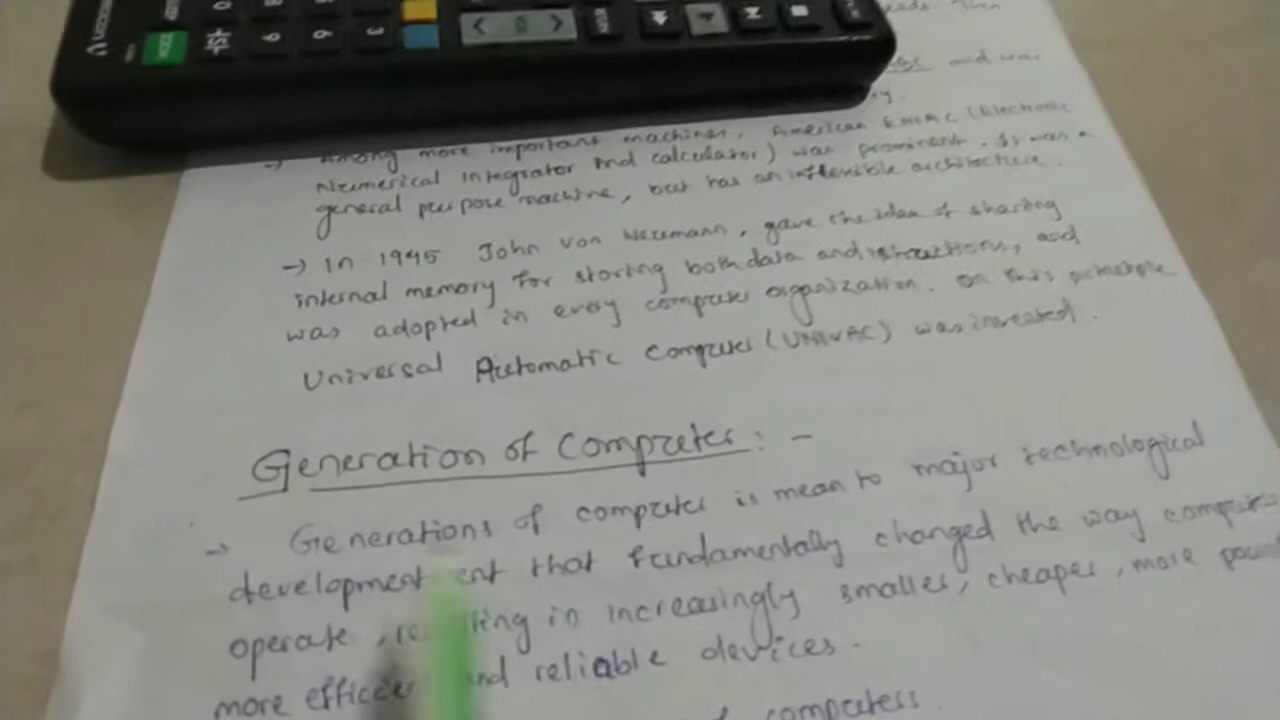 and was
→ Among more important machines, American ENIAC (Electronic
Numerical Integrator And calculator) was prominent. It was a
general purpose machine, but has an inflexible architecture.
→ In 1945 John von Neumann, gave the idea of sharing
internal memory for storing both data and instructions, and
was adopted in every computer organization. On this principle
Universal Automatic Computer (UNIVAC) was invented.
Generation of Computer: -
→ Generations of computer is mean to major technological
development that fundamentally changed the way
operate, in increasingly smaller, cheaper, more
more and reliable devices.
computers